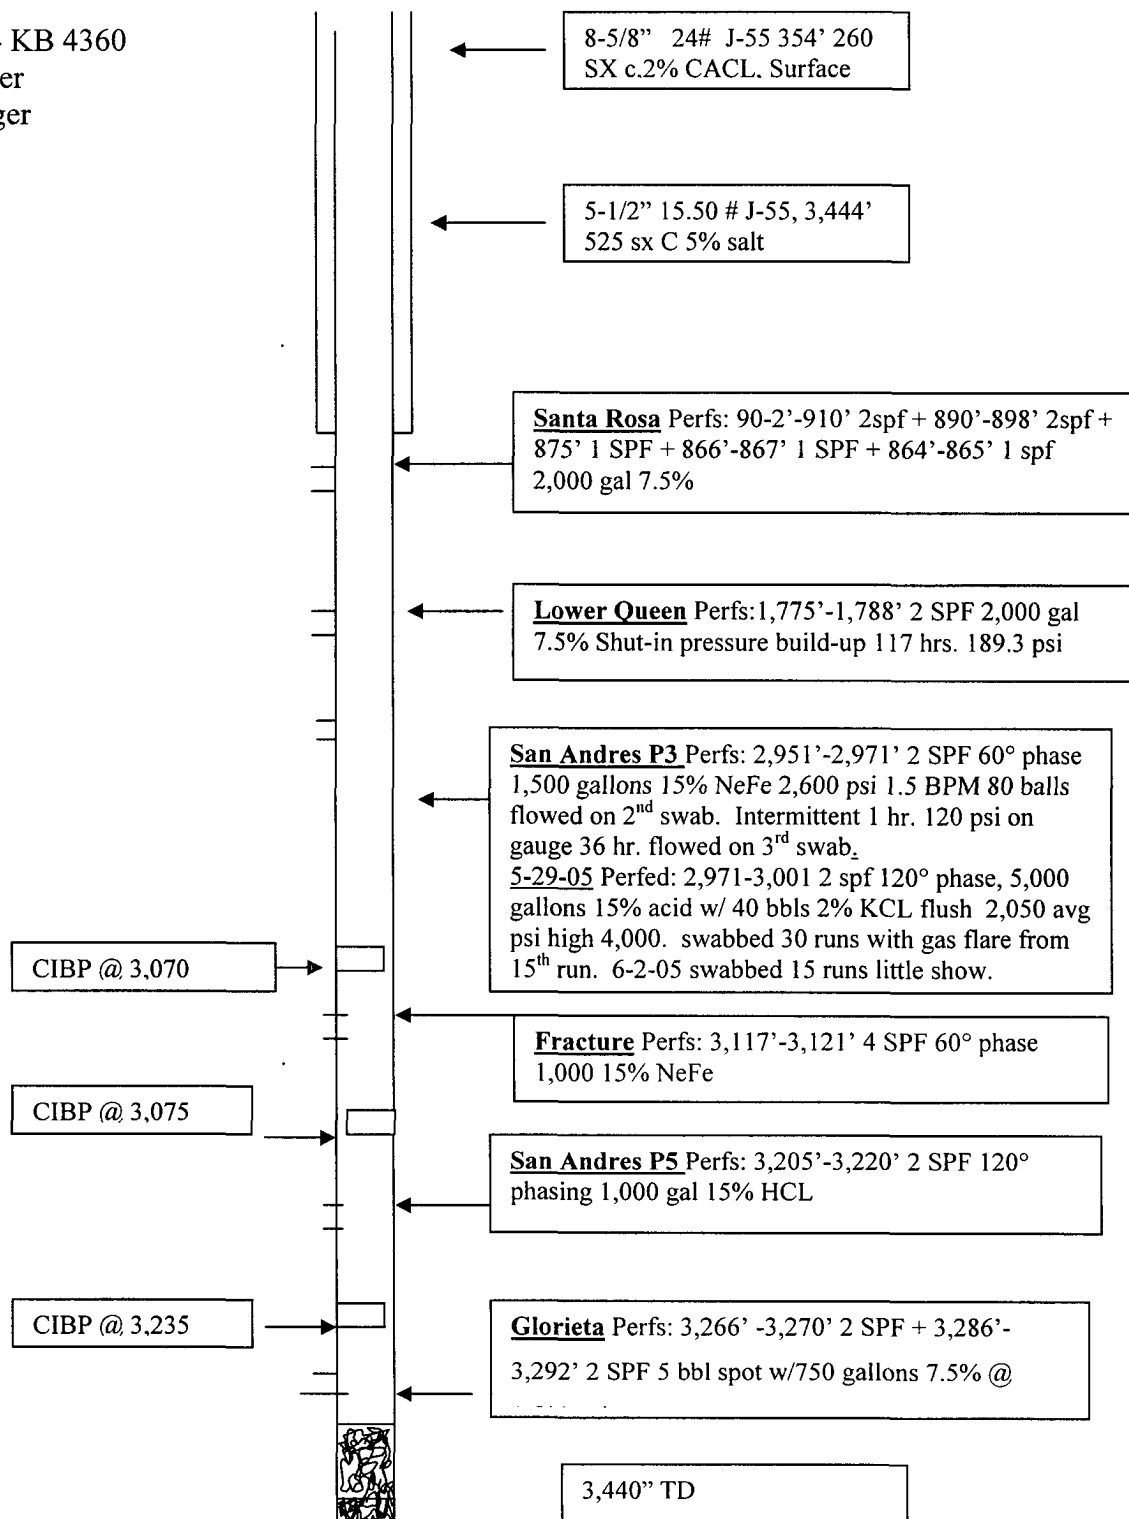 - KB 4360
er
ger
8-5/8” 24# J-55 354’ 260
SX c.2% CACL. Surface
5-1/2” 15.50 # J-55, 3,444’
525 sx C 5% salt
Santa Rosa Perfs: 90-2’-910’ 2spf + 890’-898’ 2spf +
875’ 1 SPF + 866’-867’ 1 SPF + 864’-865’ 1 spf
2,000 gal 7.5%
Lower Queen Perfs:1,775’-1,788’ 2 SPF 2,000 gal
7.5% Shut-in pressure build-up 117 hrs. 189.3 psi
San Andres P3 Perfs: 2,951’-2,971’ 2 SPF 60° phase
1,500 gallons 15% NeFe 2,600 psi 1.5 BPM 80 balls
flowed on 2nd swab. Intermittent 1 hr. 120 psi on
gauge 36 hr. flowed on 3rd swab.
5-29-05 Perfed: 2,971-3,001 2 spf 120° phase, 5,000
gallons 15% acid w/ 40 bbls 2% KCL flush 2,050 avg
psi high 4,000. swabbed 30 runs with gas flare from
15th run. 6-2-05 swabbed 15 runs little show.
CIBP @ 3,070
Fracture Perfs: 3,117’-3,121’ 4 SPF 60° phase
1,000 15% NeFe
CIBP @ 3,075
San Andres P5 Perfs: 3,205’-3,220’ 2 SPF 120°
phasing 1,000 gal 15% HCL
CIBP @ 3,235
Glorieta Perfs: 3,266’ -3,270’ 2 SPF + 3,286’-
3,292’ 2 SPF 5 bbl spot w/750 gallons 7.5% @
3,440” TD